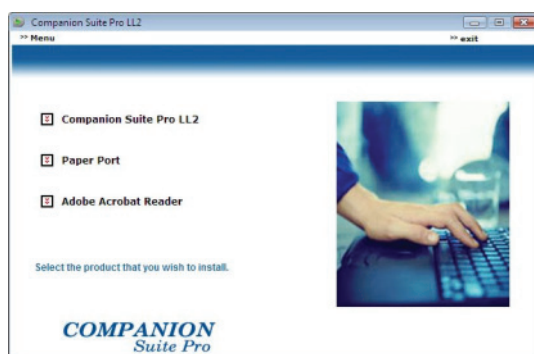 Companion Suite Pro LL2
>> Menu
>> exit
Companion Suite Pro LL2
Paper Port
Adobe Acrobat Reader
Select the product that you wish to install.
COMPANION
Suite Pro